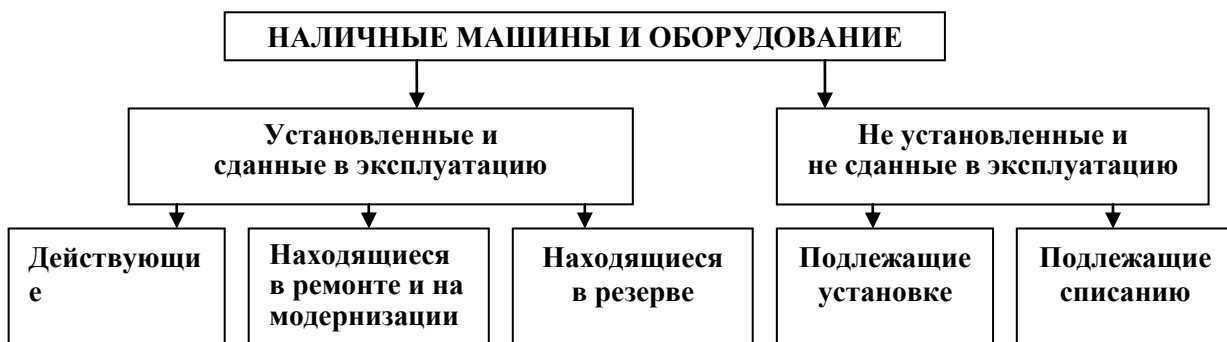 НАЛИЧНЫЕ МАШИНЫ И ОБОРУДОВАНИЕ
Установленные и
сданные в эксплуатацию
Не установленные и
не сданные в эксплуатацию
Действующи
е
Находящиеся
в ремонте и на
модернизации
Находящиеся
в резерве
Подлежащие
установке
Подлежащие
списанию